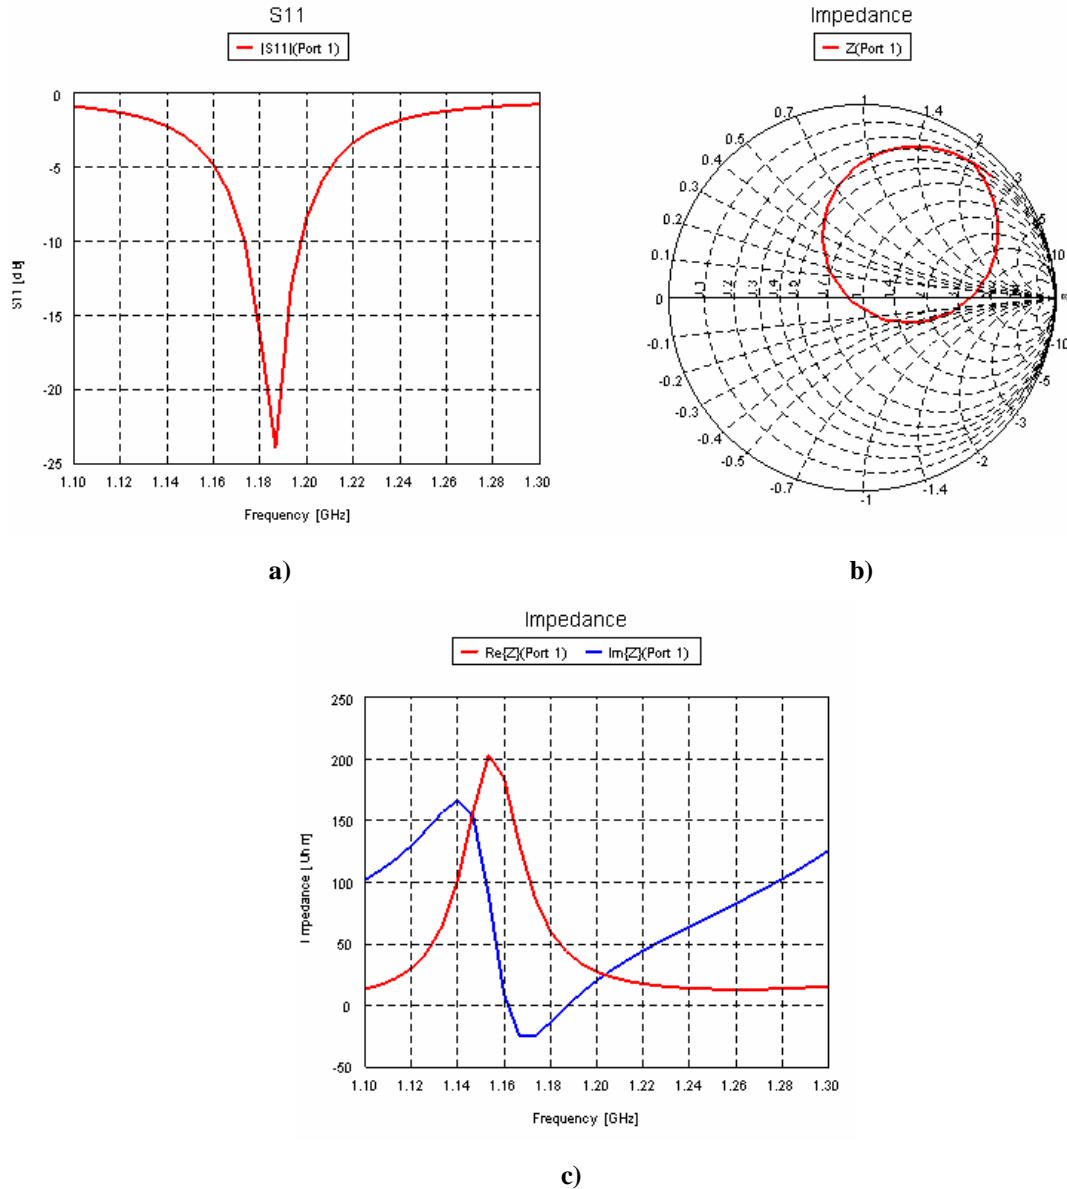 S11
|S11|(Port 1)
0
-5
-10
-15
-20
-25
1.10 1.12 1.14 1.16 1.18 1.20 1.22 1.24 1.26 1.28 1.30
Frequency [GHz]
a)
Impedance
Z(Port 1)
1
1.4
2
3
5
10
∞
-10
-5
-3
-2
-1.4
-1
-0.7
-0.5
-0.4
-0.3
-0.2
-0.1
0
0.1
0.2
0.3
0.4
0.5
0.7
b)
Impedance
Re{Z}(Port 1) Im{Z}(Port 1)
250
200
150
100
50
0
-50
Impedance
1.10 1.12 1.14 1.16 1.18 1.20 1.22 1.24 1.26 1.28 1.30
Frequency [GHz]
c)